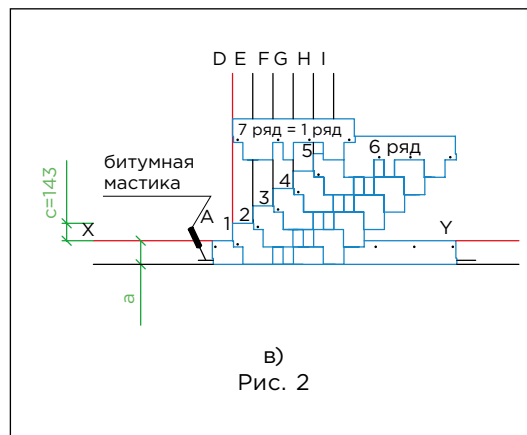 D E F G H I
7 ряд = 1 ряд
6 ряд
5
4
3
2
1
битумная
мастика
A
c=143
X
Y
a
в)
Рис. 2